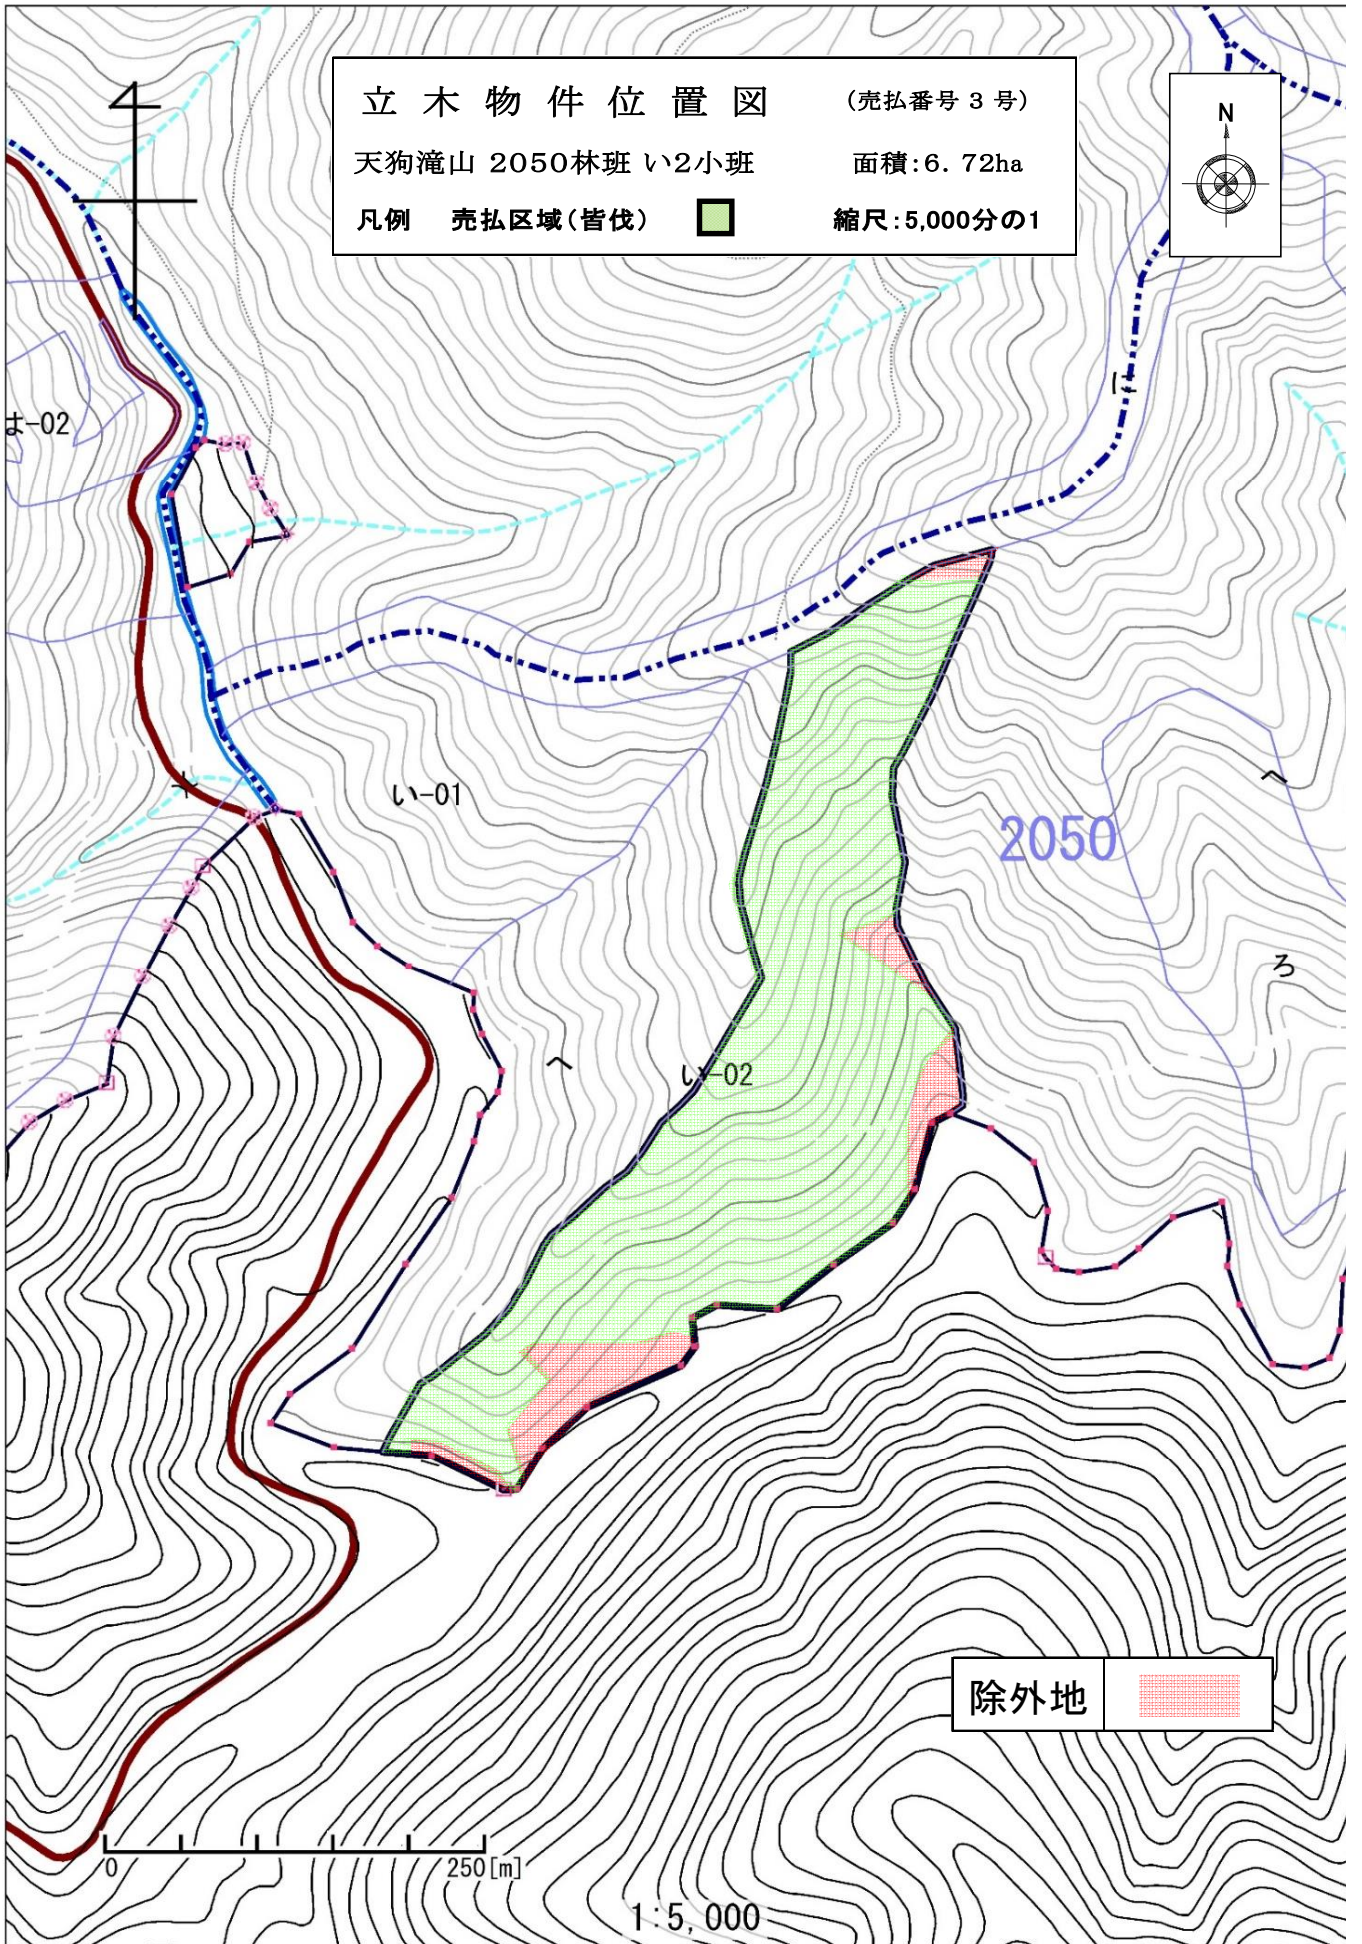 立木物件位置図 (売払番号 3 号)
天狗滝山 2050林班 い2小班 面積:6. 72ha
凡例 売払区域(皆伐) 縮尺:5,000分の1
N
に
は-02
い-01
へ
2050
ろ
へ
い-02
除外地
0 250[m]
1:5,000